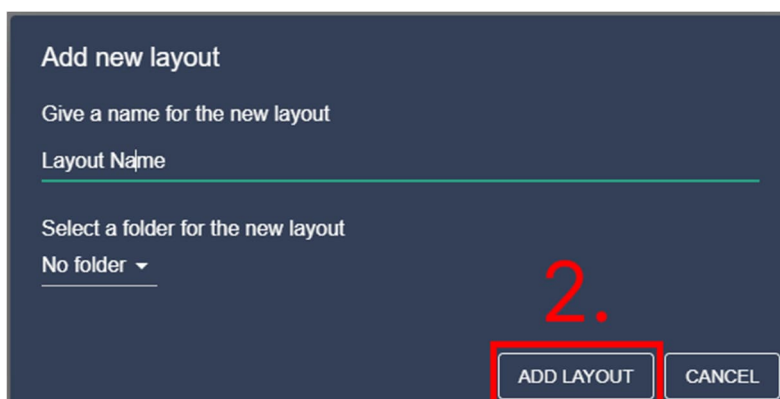 Add new layout
Give a name for the new layout
Layout Name
Select a folder for the new layout
No folder
2.
ADD LAYOUT CANCEL